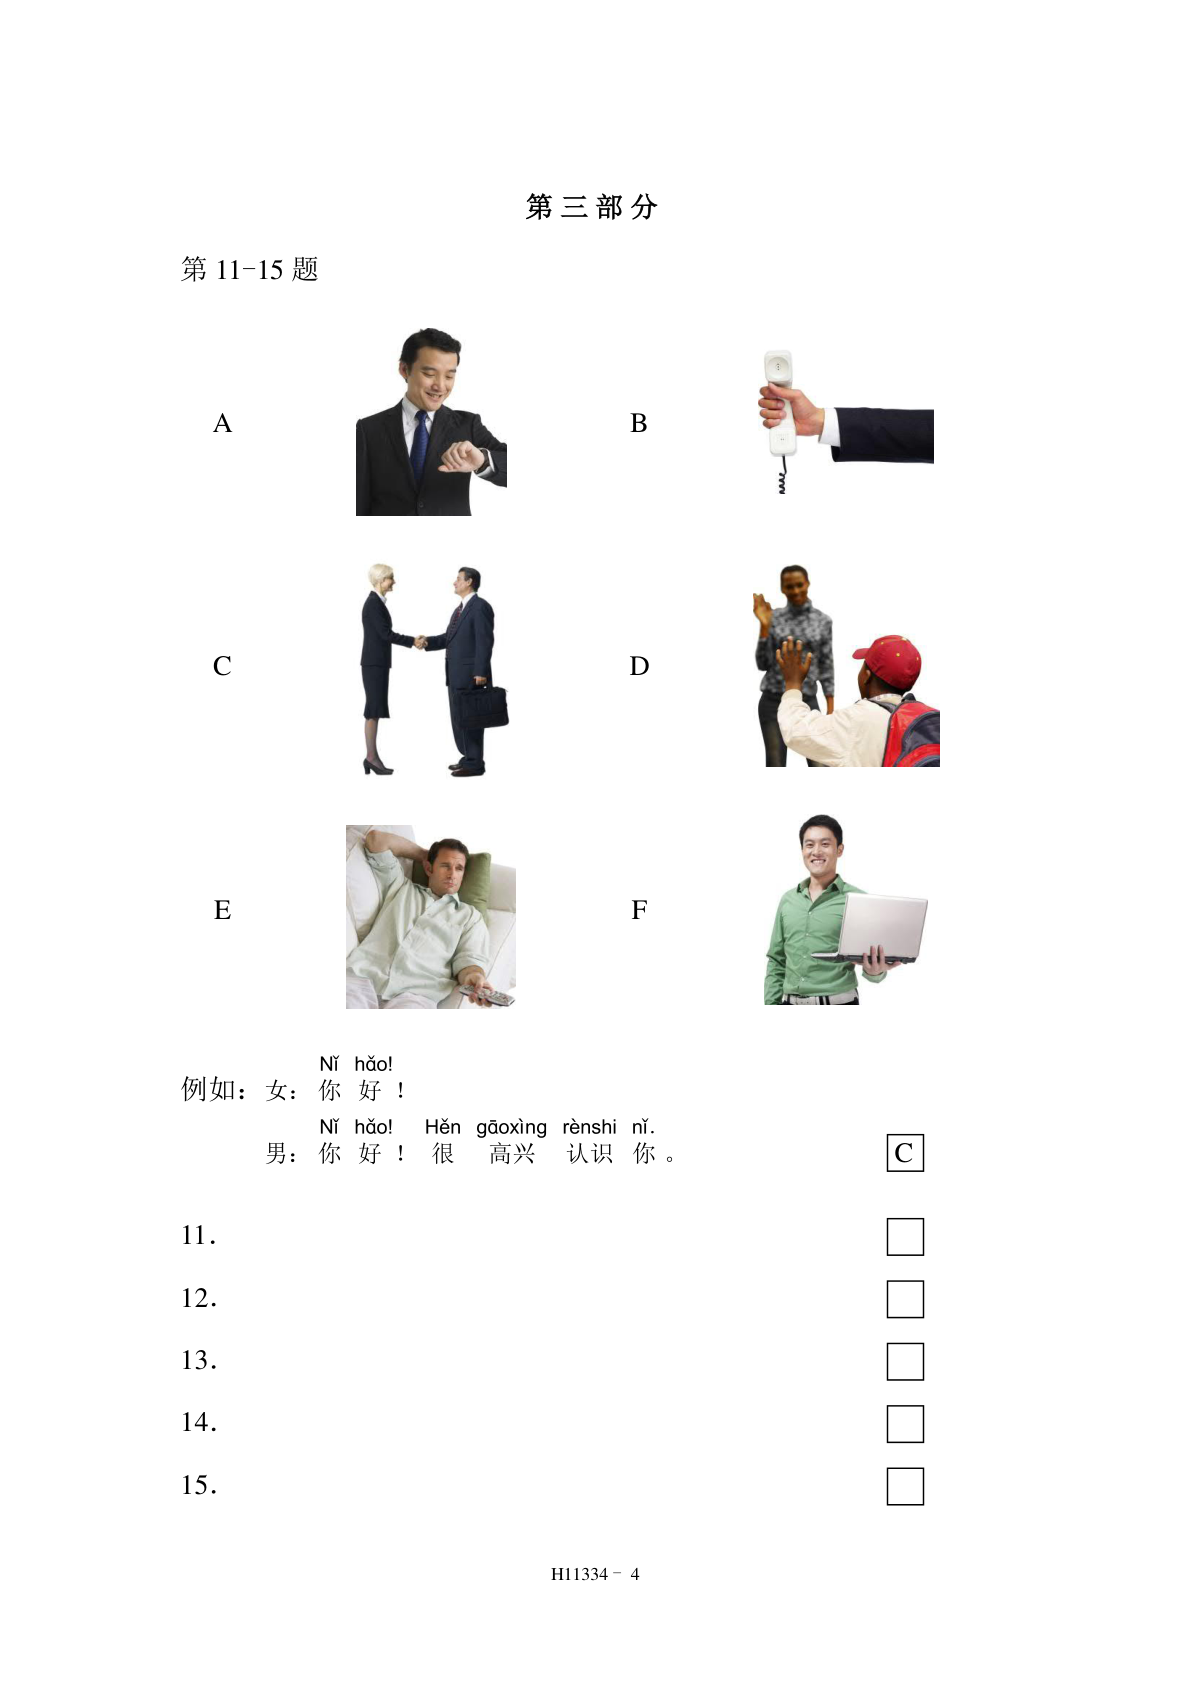 第三部分
第 11-15 题
A
B
C
D
E
F
Nǐ hǎo!
例如：女：你好！
Nǐ hǎo! Hěn gāoxìng rènshi nǐ.
男：你好！很高兴认识你。
C
11.
12.
13.
14.
15.
H11334－4